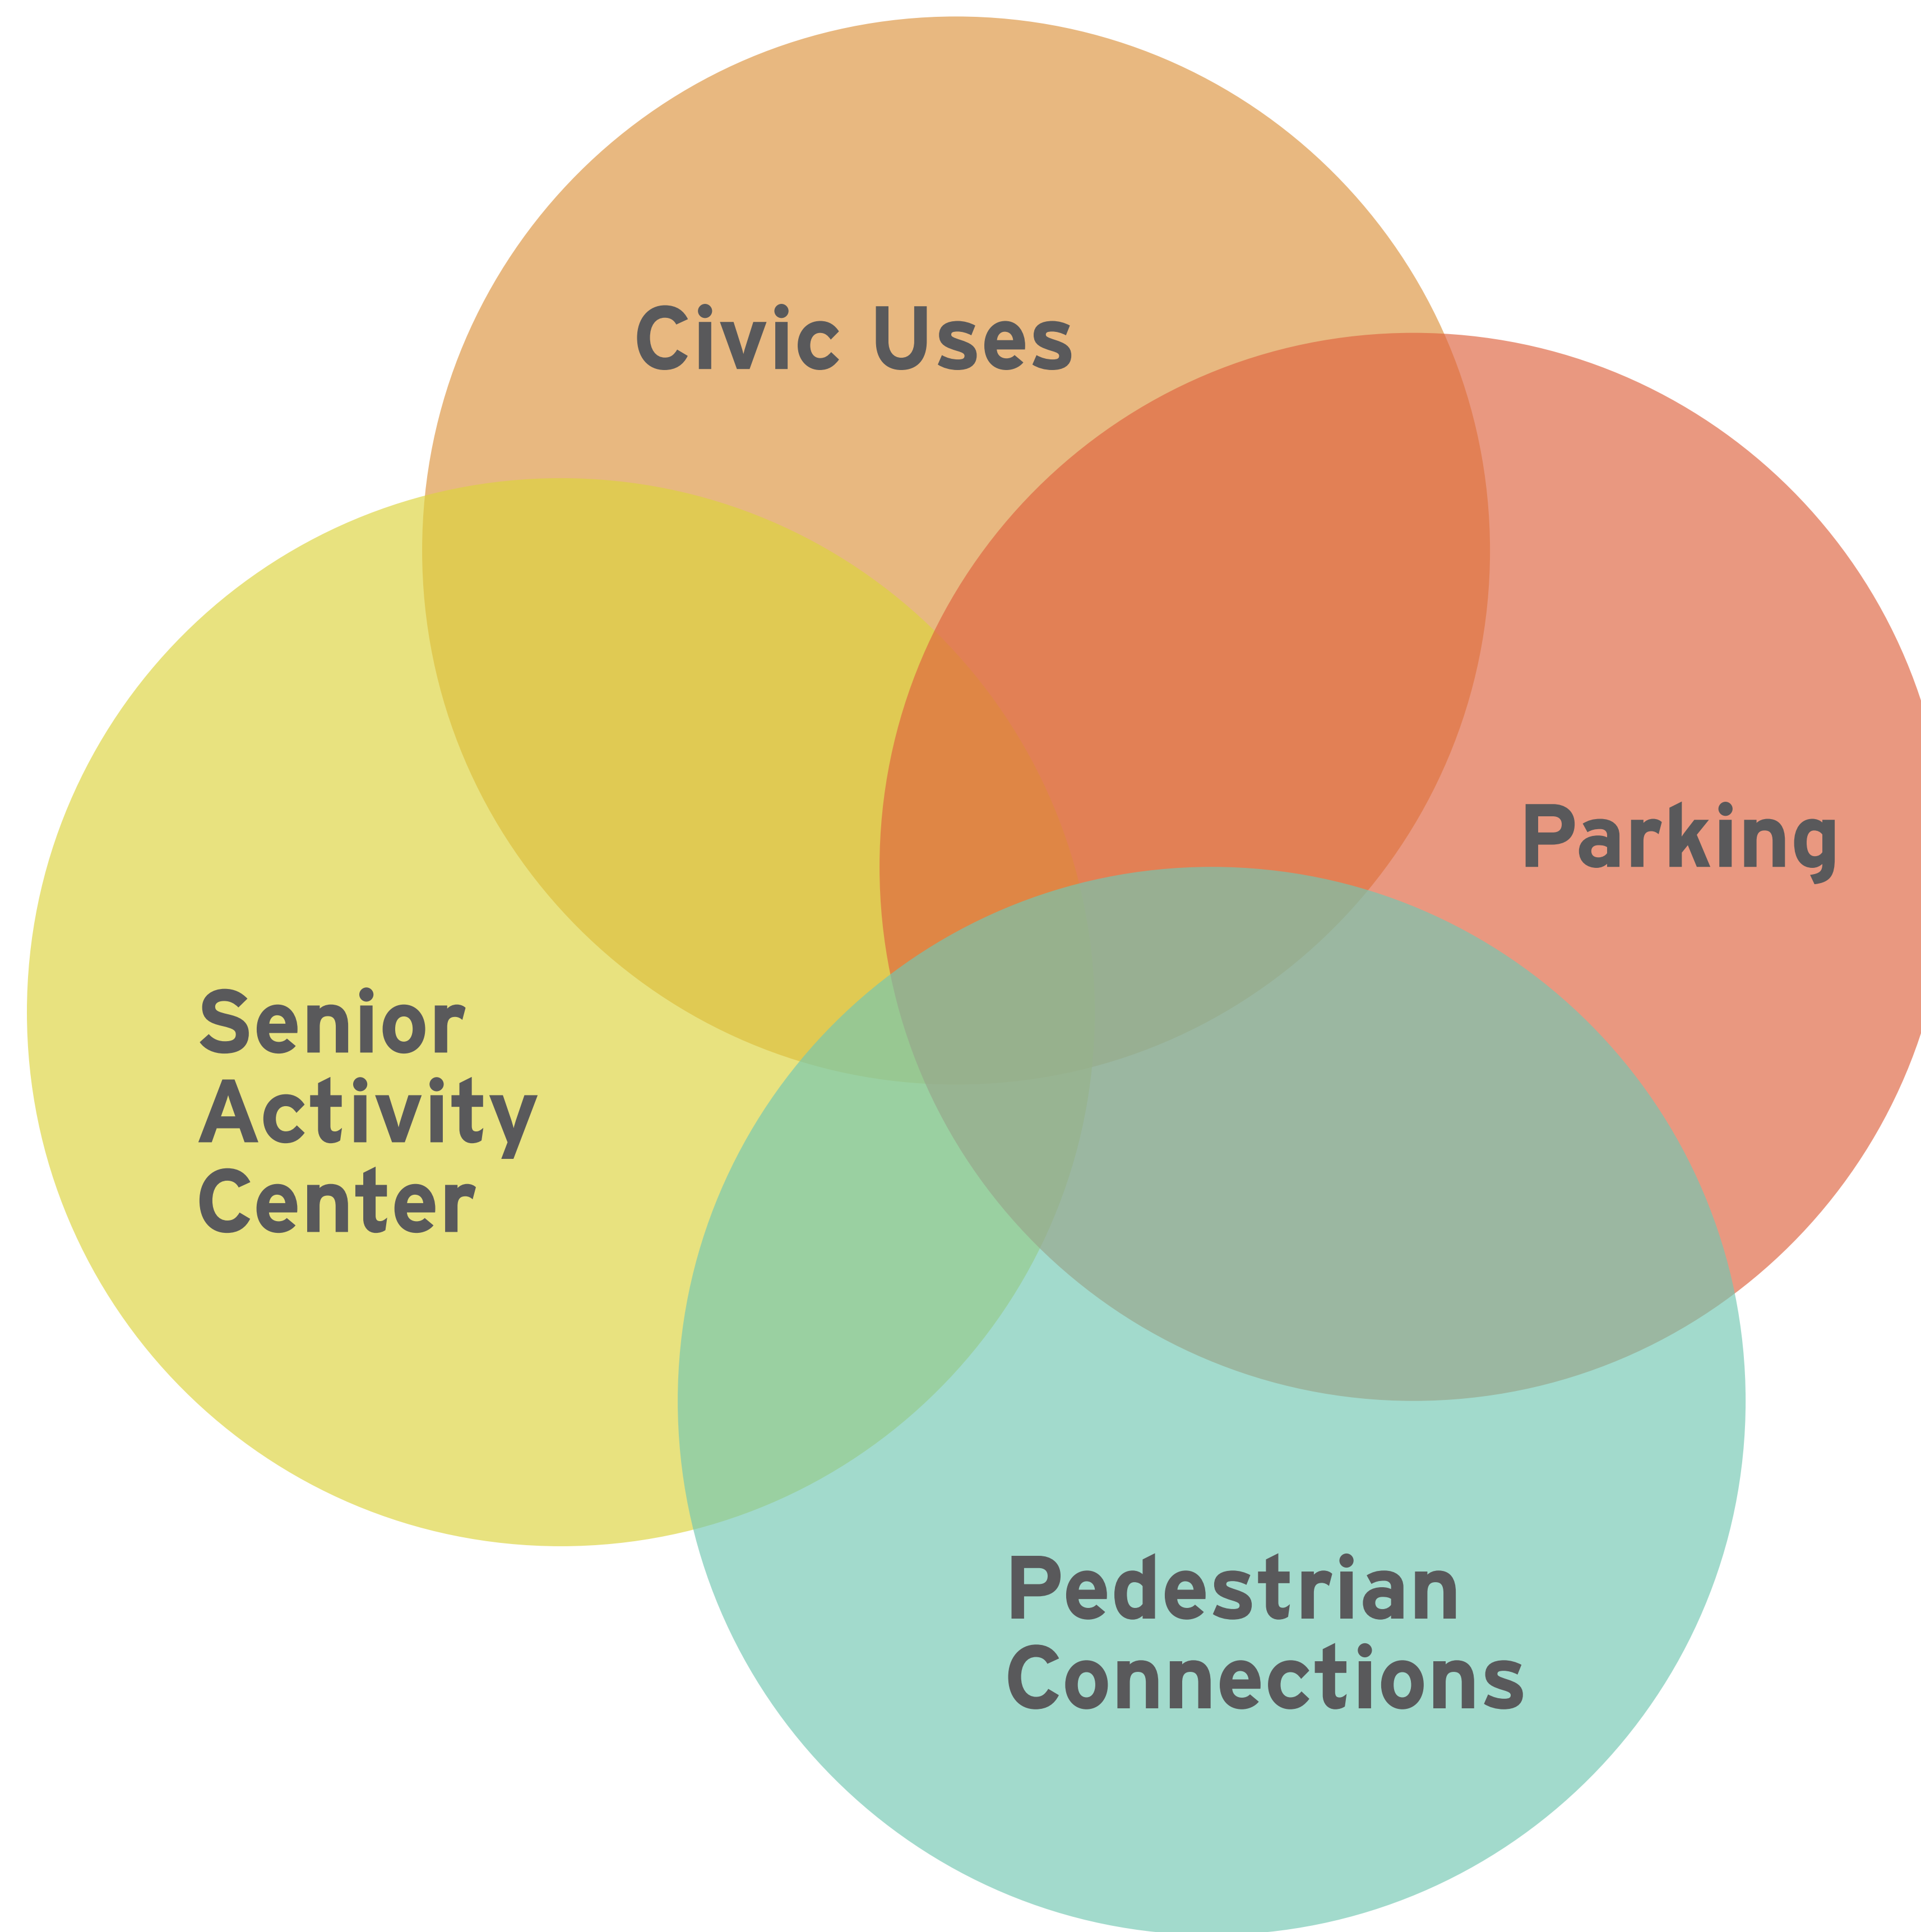 Civic Uses
Parking
Senior
Activity
Center
Pedestrian
Connections